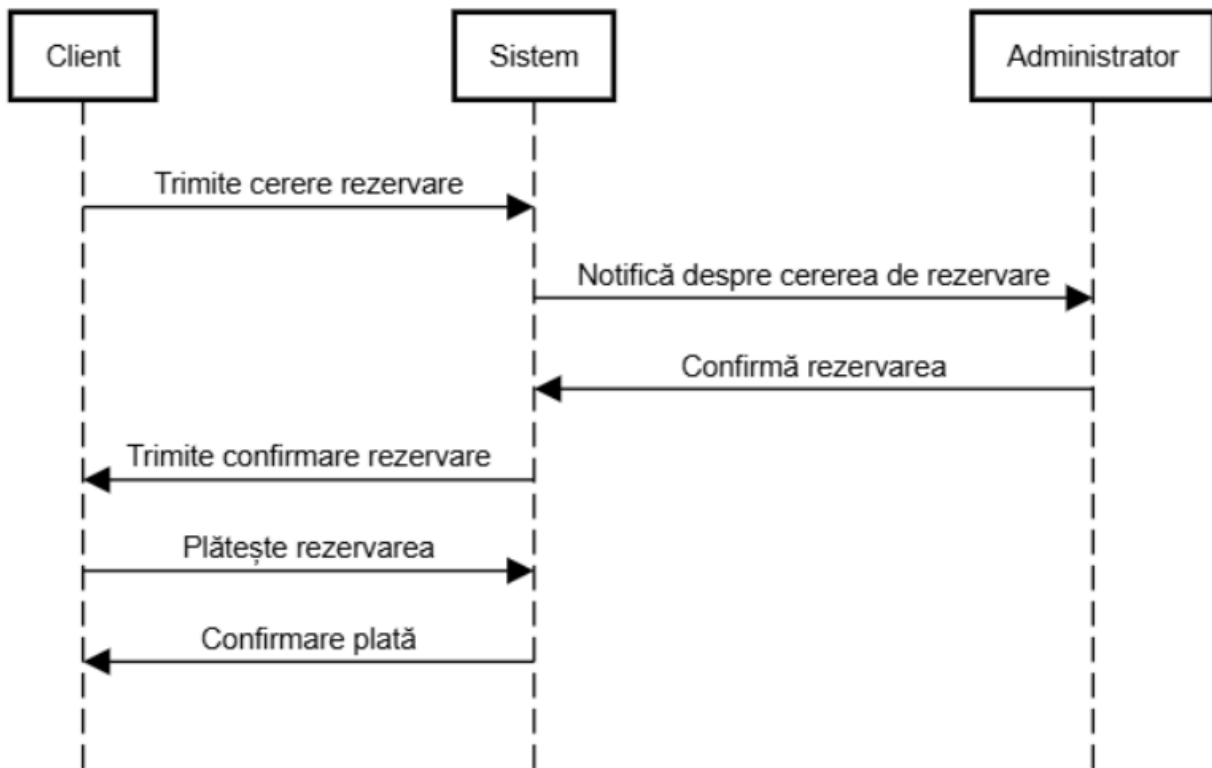 Client
Sistem
Administrator
Trimite cerere rezervare
Notifică despre cererea de rezervare
Confirmă rezervarea
Trimite confirmare rezervare
Plătește rezervarea
Confirmare plată